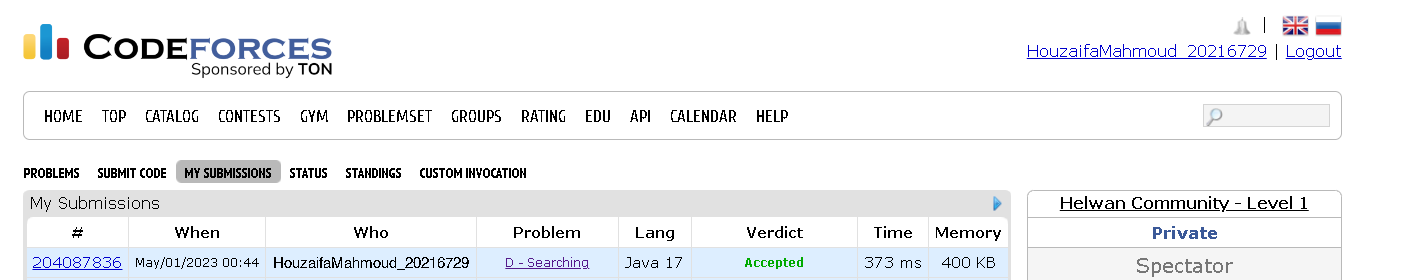 CODEFORCES
Sponsored by TON
|
HouzaifaMahmoud_20216729 | Logout
HOME TOP CATALOG CONTESTS GYM PROBLEMSET GROUPS RATING EDU API CALENDAR HELP
PROBLEMS SUBMIT CODE MY SUBMISSIONS STATUS STANDINGS CUSTOM INVOCATION
My Submissions
# When Who Problem Lang Verdict Time Memory
204087836 May/01/2023 00:44 HouzaifaMahmoud_20216729 D - Searching Java 17 Accepted 373 ms 400 KB
Helwan Community - Level 1
Private
Spectator